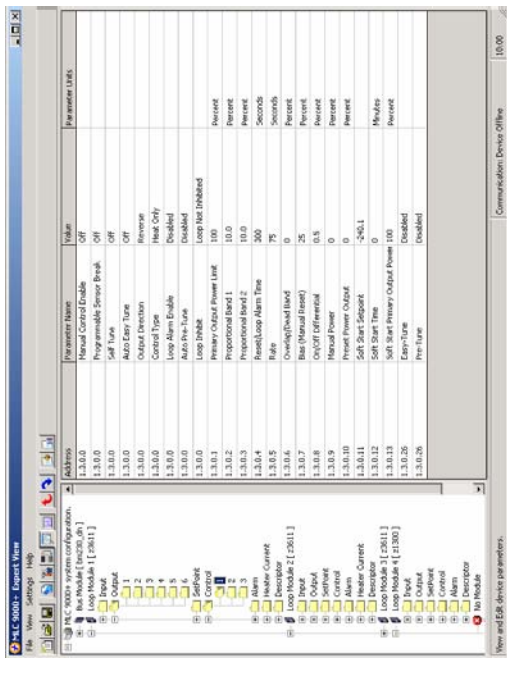 MLC 9000+ Expert View
File View Settings Help
MLC 9000+ system configuration.
Bus Module [ bm230_dn ]
Loop Module 1 [ z3611 ]
Input
Output
1
2
3
4
5
6
SetPoint
Control
1
2
3
Alarm
Heater Current
Descriptor
Loop Module 2 [ z3611 ]
Input
Output
SetPoint
Control
Alarm
Heater Current
Descriptor
Loop Module 3 [ z3611 ]
Loop Module 4 [ z1300 ]
Input
Output
SetPoint
Control
Alarm
Descriptor
No Module
Address Parameter Name Value Parameter Units
1.3.0.0 Manual Control Enable Off
1.3.0.0 Programmable Sensor Break Off
1.3.0.0 Self Tune Off
1.3.0.0 Auto Easy Tune Off
1.3.0.0 Output Direction Reverse
1.3.0.0 Control Type Heat Only
1.3.0.0 Loop Alarm Enable Disabled
1.3.0.0 Auto Pre-Tune Disabled
1.3.0.0 Loop Inhibit Loop Not Inhibited
1.3.0.1 Primary Output Power Limit 100 Percent
1.3.0.2 Proportional Band 1 10.0 Percent
1.3.0.3 Proportional Band 2 10.0 Percent
1.3.0.4 Reset/Loop Alarm Time 300 Seconds
1.3.0.5 Rate 75 Seconds
1.3.0.6 Overlap/Dead Band 0 Percent
1.3.0.7 Bias (Manual Reset) 25 Percent
1.3.0.8 On/Off Differential 0.5 Percent
1.3.0.9 Manual Power 0 Percent
1.3.0.10 Preset Power Output 0 Percent
1.3.0.11 Soft Start Setpoint -240.1
1.3.0.12 Soft Start Time 0 Minutes
1.3.0.13 Soft Start Primary Output Power 100 Percent
1.3.0.26 Easy-Tune Disabled
1.3.0.26 Pre-Tune Disabled
View and Edit device parameters. Communication: Device Offline 10:00